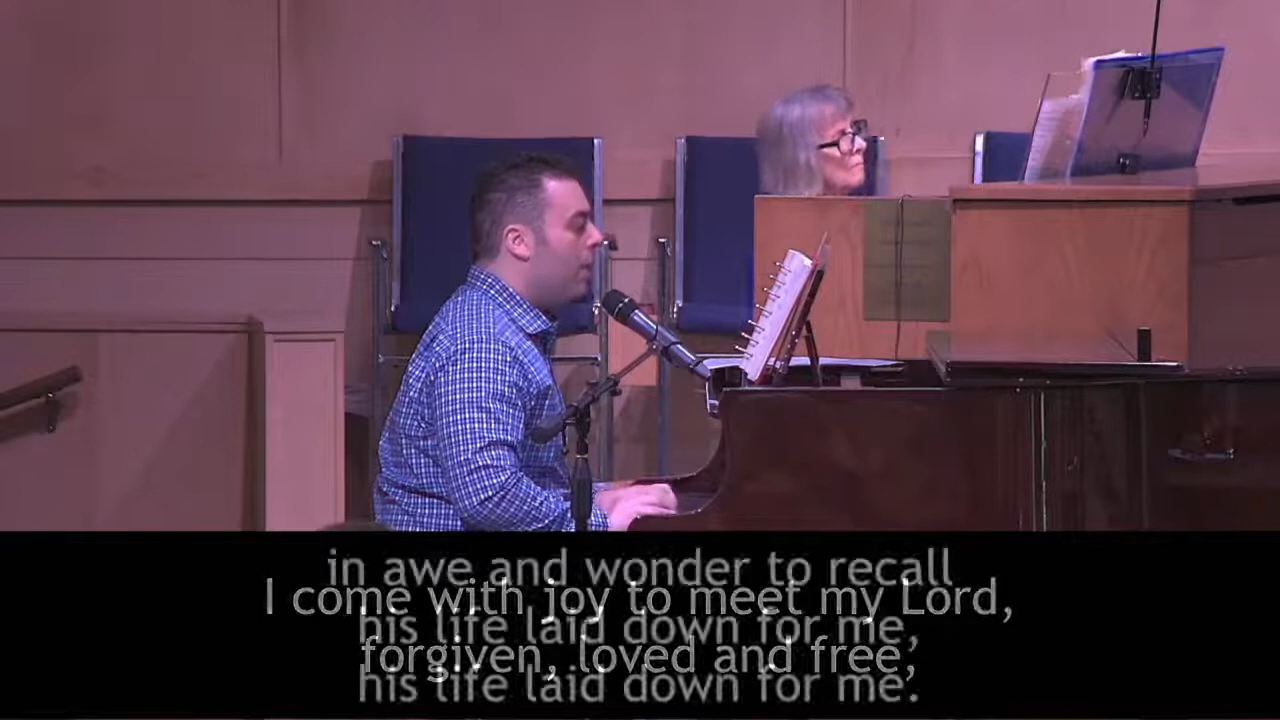 in awe and wonder to recall
I come with joy to meet my Lord,
his life laid down for me,
forgiven, loved and free,
his life laid down for me.